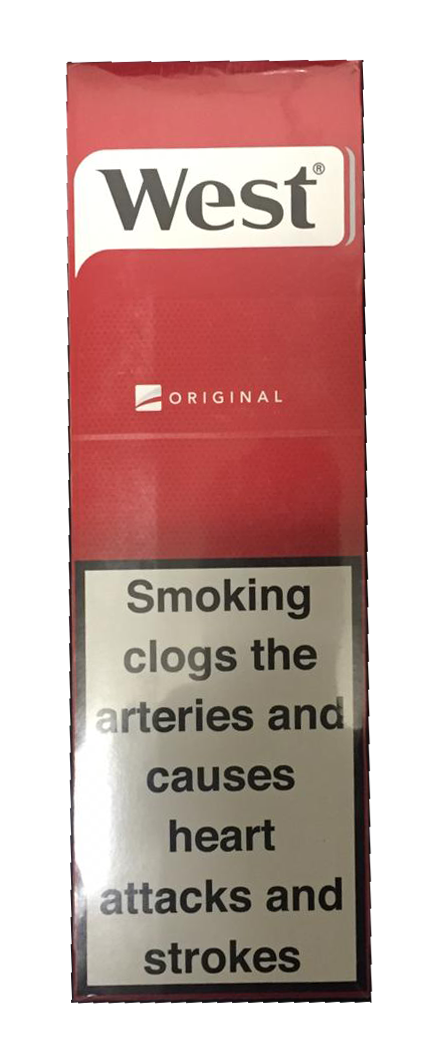 West®
ORIGINAL
Smoking
clogs the
arteries and
causes
heart
attacks and
strokes